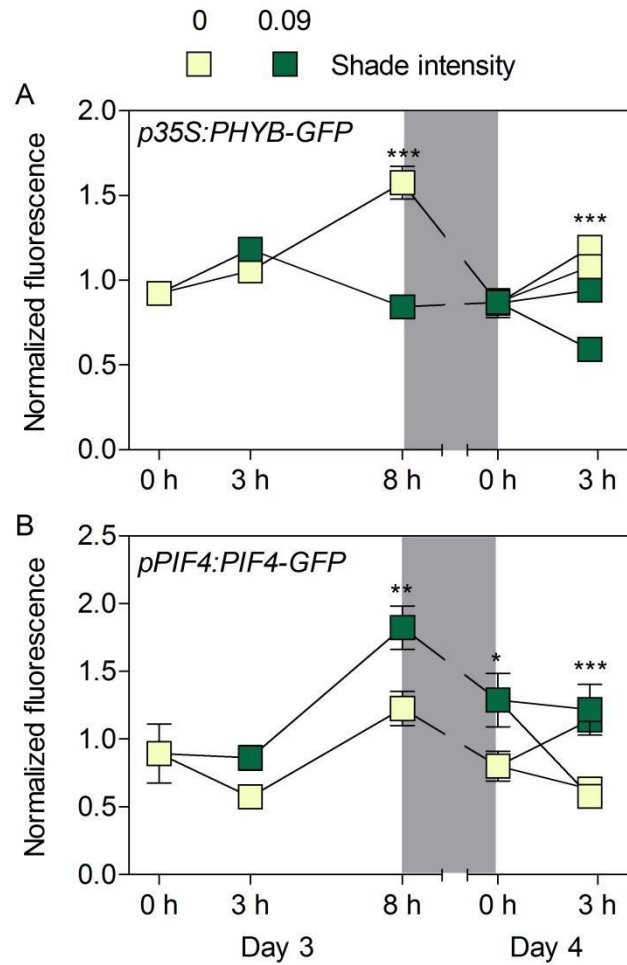 0 0.09
Shade intensity
A
p35S:PHYB-GFP
Normalized fluorescence
2.0
1.5
1.0
0.5
0.0
***
***
0 h 3 h 8 h 0 h 3 h
B
pPIF4:PIF4-GFP
Normalized fluorescence
2.5
2.0
1.5
1.0
0.5
0.0
**
*
***
0 h 3 h 8 h 0 h 3 h
Day 3 Day 4